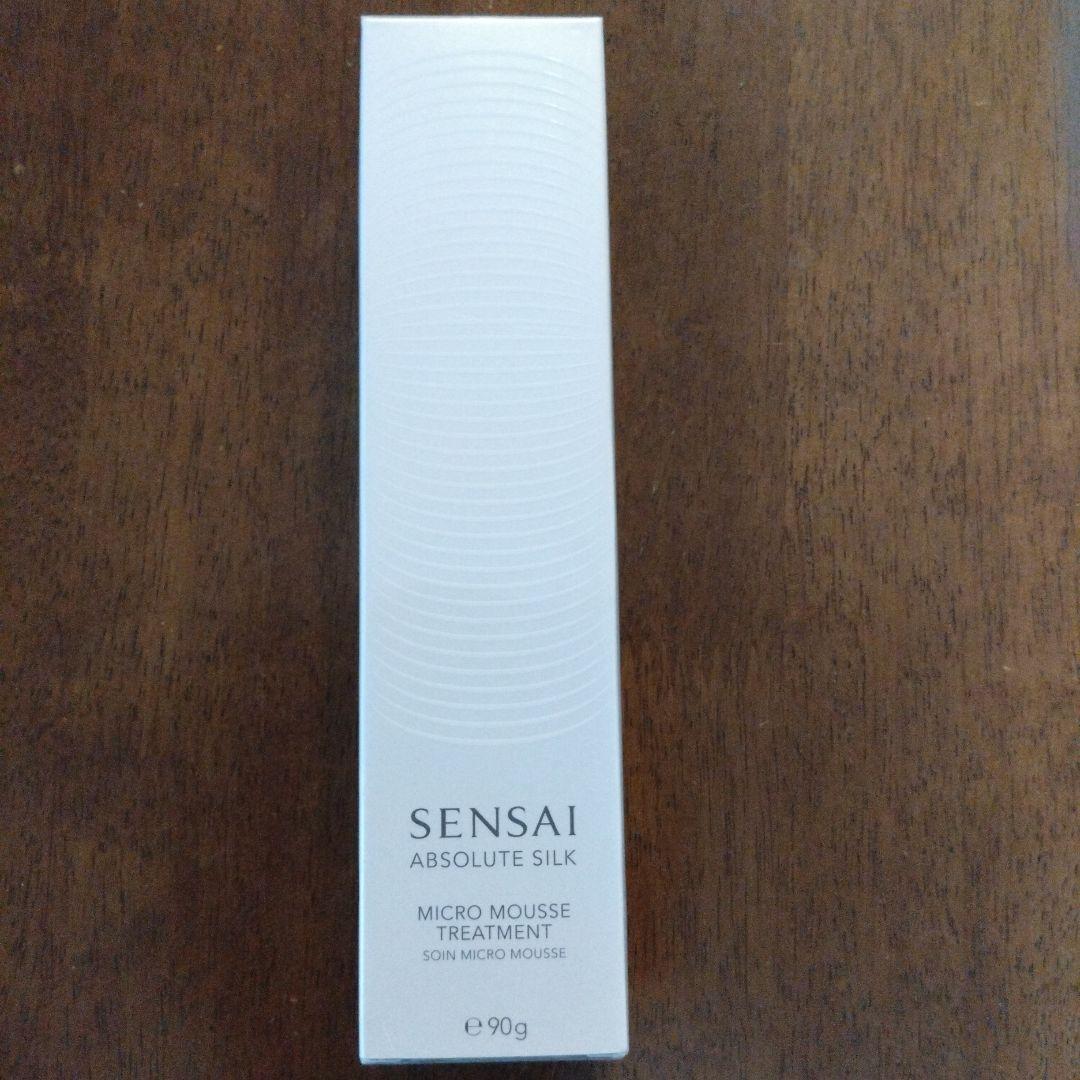 SENSAI
ABSOLUTE SILK
MICRO MOUSSE
TREATMENT
SOIN MICRO MOUSSE
℮90g